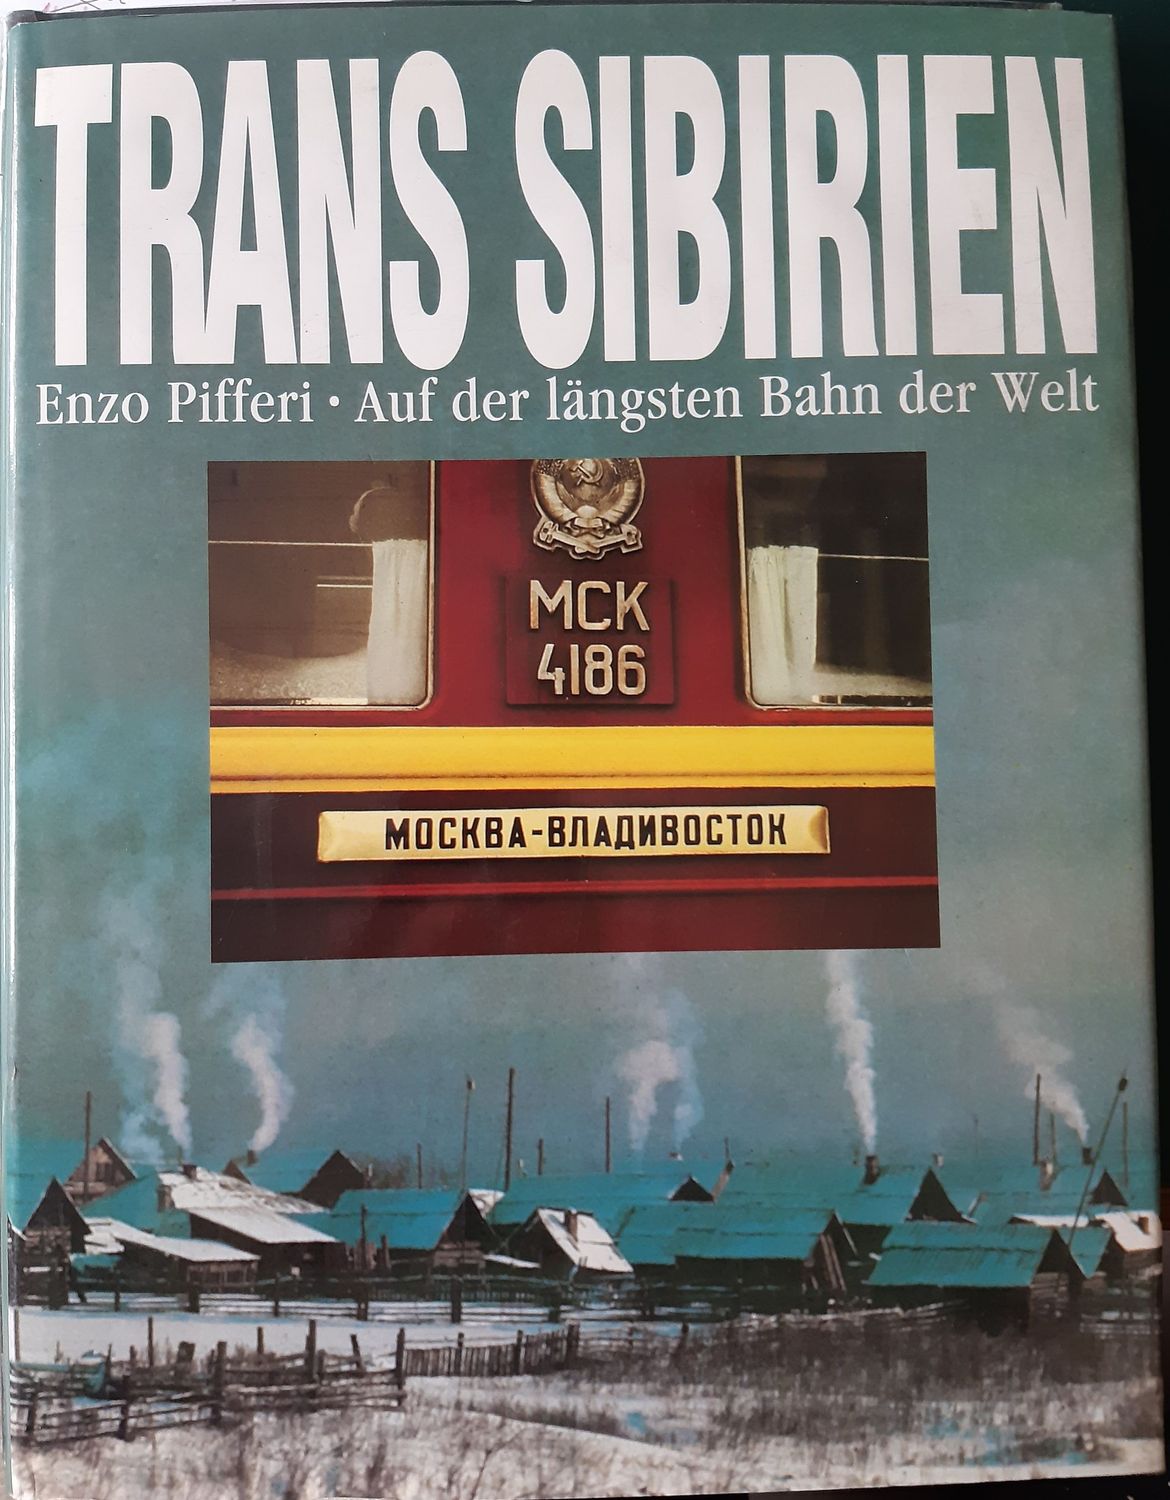 TRANS SIBIRIEN
Enzo Pifferi • Auf der längsten Bahn der Welt
МСК
4186
МОСКВА-ВЛАДИВОСТОК